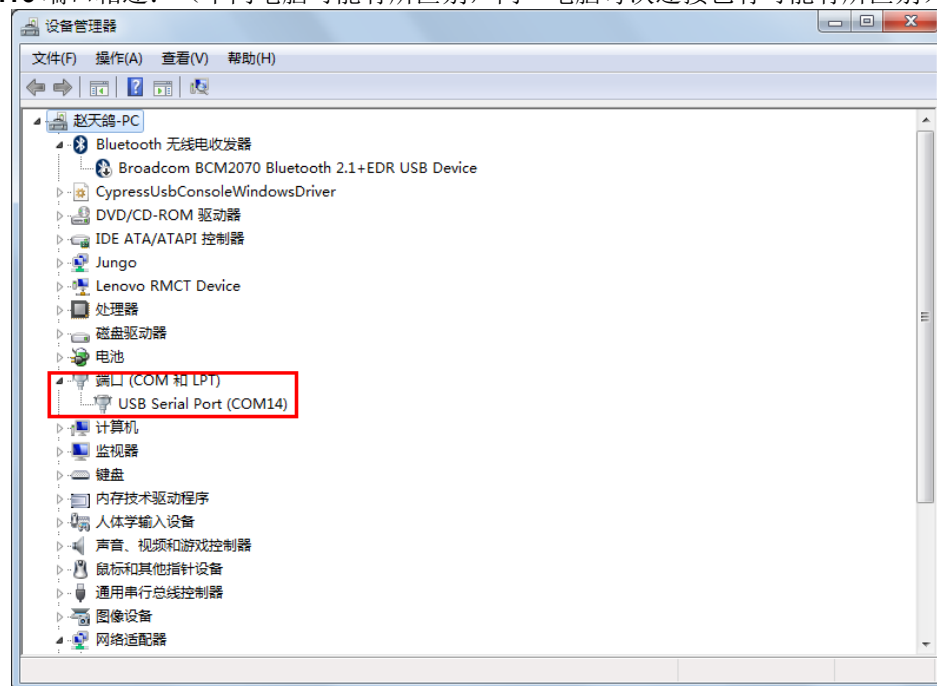 设备管理器
文件(F) 操作(A) 查看(V) 帮助(H)
赵天鸽-PC
Bluetooth 无线电收发器
Broadcom BCM2070 Bluetooth 2.1+EDR USB Device
CypressUsbConsoleWindowsDriver
DVD/CD-ROM 驱动器
IDE ATA/ATAPI 控制器
Jungo
Lenovo RMCT Device
处理器
磁盘驱动器
电池
端口 (COM 和 LPT)
USB Serial Port (COM14)
计算机
监视器
键盘
内存技术驱动程序
人体学输入设备
声音、视频和游戏控制器
鼠标和其他指针设备
通用串行总线控制器
图像设备
网络适配器